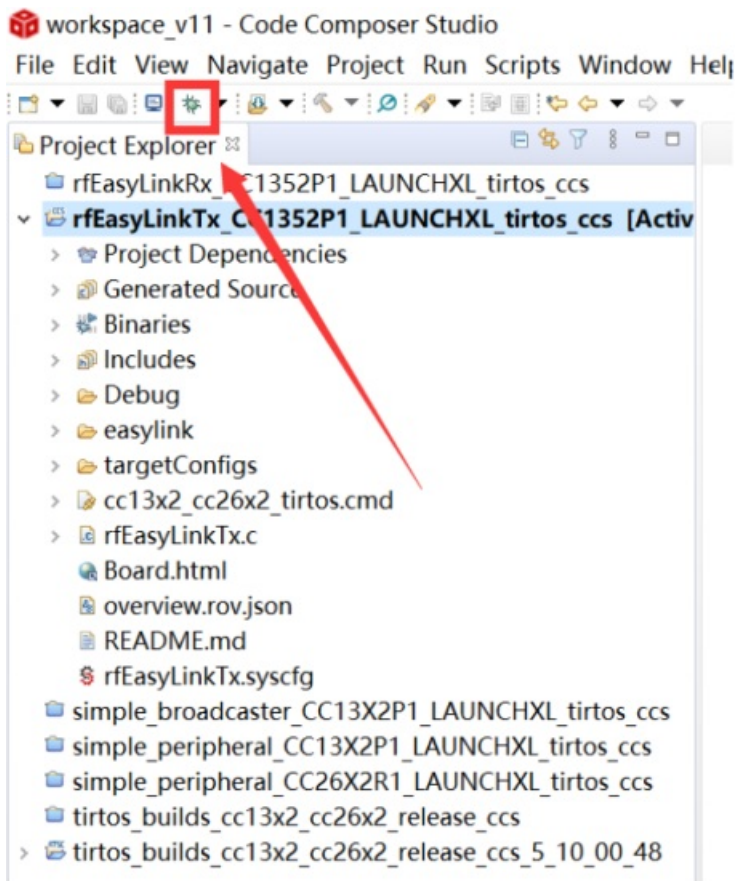 workspace_v11 - Code Composer Studio
File Edit View Navigate Project Run Scripts Window Help
Project Explorer
rfEasyLinkRx_CC1352P1_LAUNCHXL_tirtos_ccs
rfEasyLinkTx_CC1352P1_LAUNCHXL_tirtos_ccs [Activ
Project Dependencies
Generated Source
Binaries
Includes
Debug
easylink
targetConfigs
cc13x2_cc26x2_tirtos.cmd
rfEasyLinkTx.c
Board.html
overview.rov.json
README.md
rfEasyLinkTx.syscfg
simple_broadcaster_CC13X2P1_LAUNCHXL_tirtos_ccs
simple_peripheral_CC13X2P1_LAUNCHXL_tirtos_ccs
simple_peripheral_CC26X2R1_LAUNCHXL_tirtos_ccs
tirtos_builds_cc13x2_cc26x2_release_ccs
tirtos_builds_cc13x2_cc26x2_release_ccs_5_10_00_48